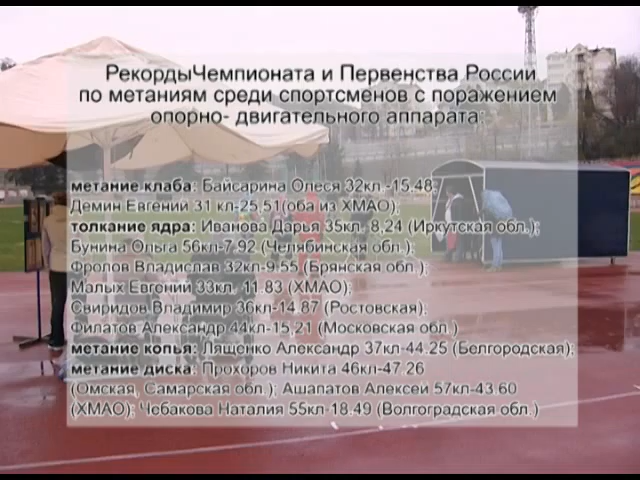 РекордыЧемпионата и Первенства России
по метаниям среди спортсменов с поражением
опорно- двигательного аппарата:
метание клаба: Байсарина Олеся 32кл.-15,48;
Демин Евгений 31 кл-25,51(оба из ХМАО);
толкание ядра: Иванова Дарья 35кл. 8,24 (Иркутская обл.);
Бунина Ольга 56кл-7,92 (Челябинская обл.);
Фролов Владислав 32кл-9.55 (Брянская обл.);
Малых Евгений 33кл. -11.83 (ХМАО);
Свиридов Владимир 36кл-14.87 (Ростовская);
Филатов Александр 44кл-15,21 (Московская обл.)
метание копья: Лященко Александр 37кл-44.25 (Белгородская);
метание диска: Прохоров Никита 46кл-47.26
(Омская, Самарская обл.); Ашапатов Алексей 57кл-43.60
(ХМАО); Чебакова Наталия 55кл-18.49 (Волгоградская обл.)